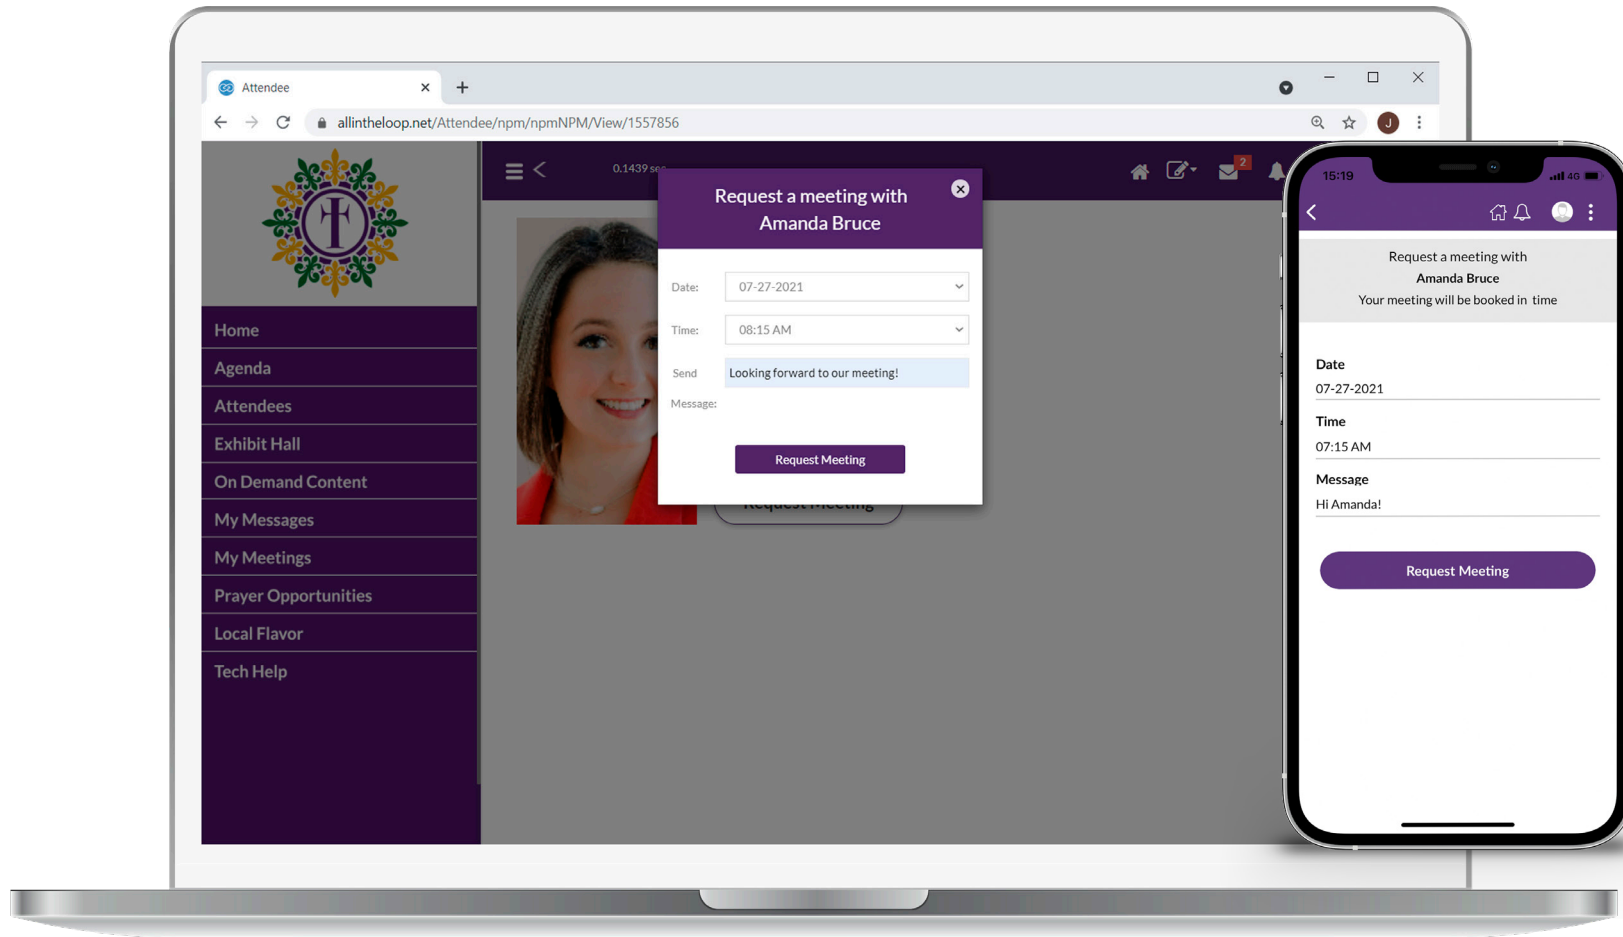 Attendee
allintheloop.net/Attendee/npm/npmNPM/View/1557856
J
T
0.1439 sec
2
Home
Agenda
Attendees
Exhibit Hall
On Demand Content
My Messages
My Meetings
Prayer Opportunities
Local Flavor
Tech Help
Request a meeting with
Amanda Bruce
Date:
07-27-2021
Time:
08:15 AM
Send
Message:
Looking forward to our meeting!
Request Meeting
Request Meeting
15:19
4G
Request a meeting with
Amanda Bruce
Your meeting will be booked in time
Date
07-27-2021
Time
07:15 AM
Message
Hi Amanda!
Request Meeting